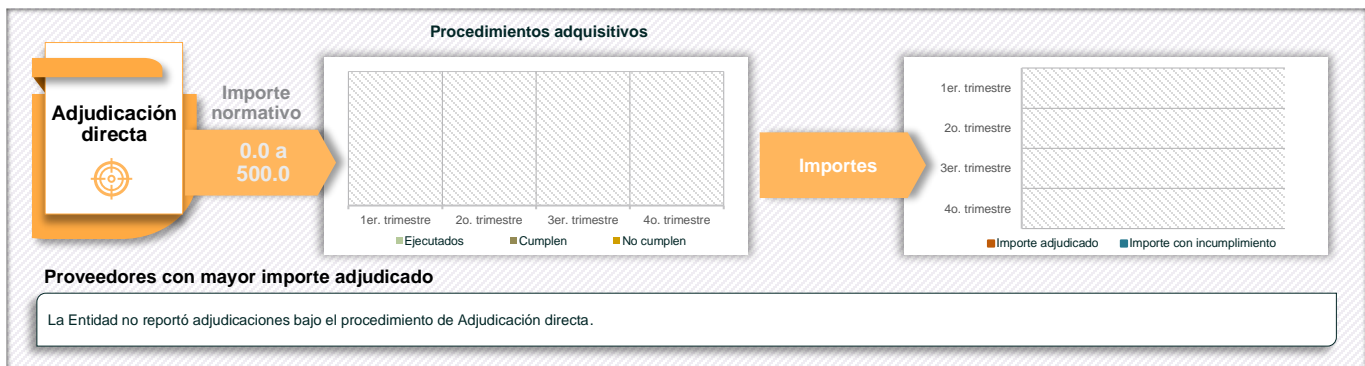 Procedimientos adquisitivos
Adjudicación
directa
Importe
normativo
0.0 a
500.0
1er. trimestre
2o. trimestre
3er. trimestre
4o. trimestre
Ejecutados
Cumplen
No cumplen
Importes
1er. trimestre
2o. trimestre
3er. trimestre
4o. trimestre
Importe adjudicado
Importe con incumplimiento
Proveedores con mayor importe adjudicado
La Entidad no reportó adjudicaciones bajo el procedimiento de Adjudicación directa.